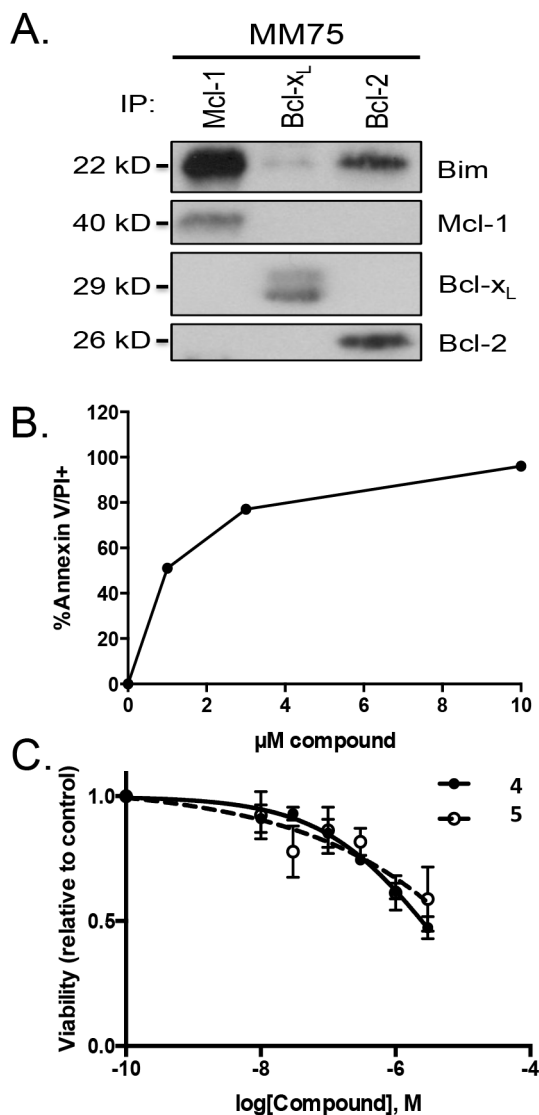 A.
MM75
IP: Mcl-1 Bcl-xL Bcl-2
22 kD Bim
40 kD Mcl-1
29 kD Bcl-xL
26 kD Bcl-2
B.
120
100
80
60
40
20
0
%Annexin V/PI+
0 2 4 6 8 10
µM compound
C.
4
5
1.0
0.5
0.0
Viability (relative to control)
-10 -8 -6 -4
log[Compound], M